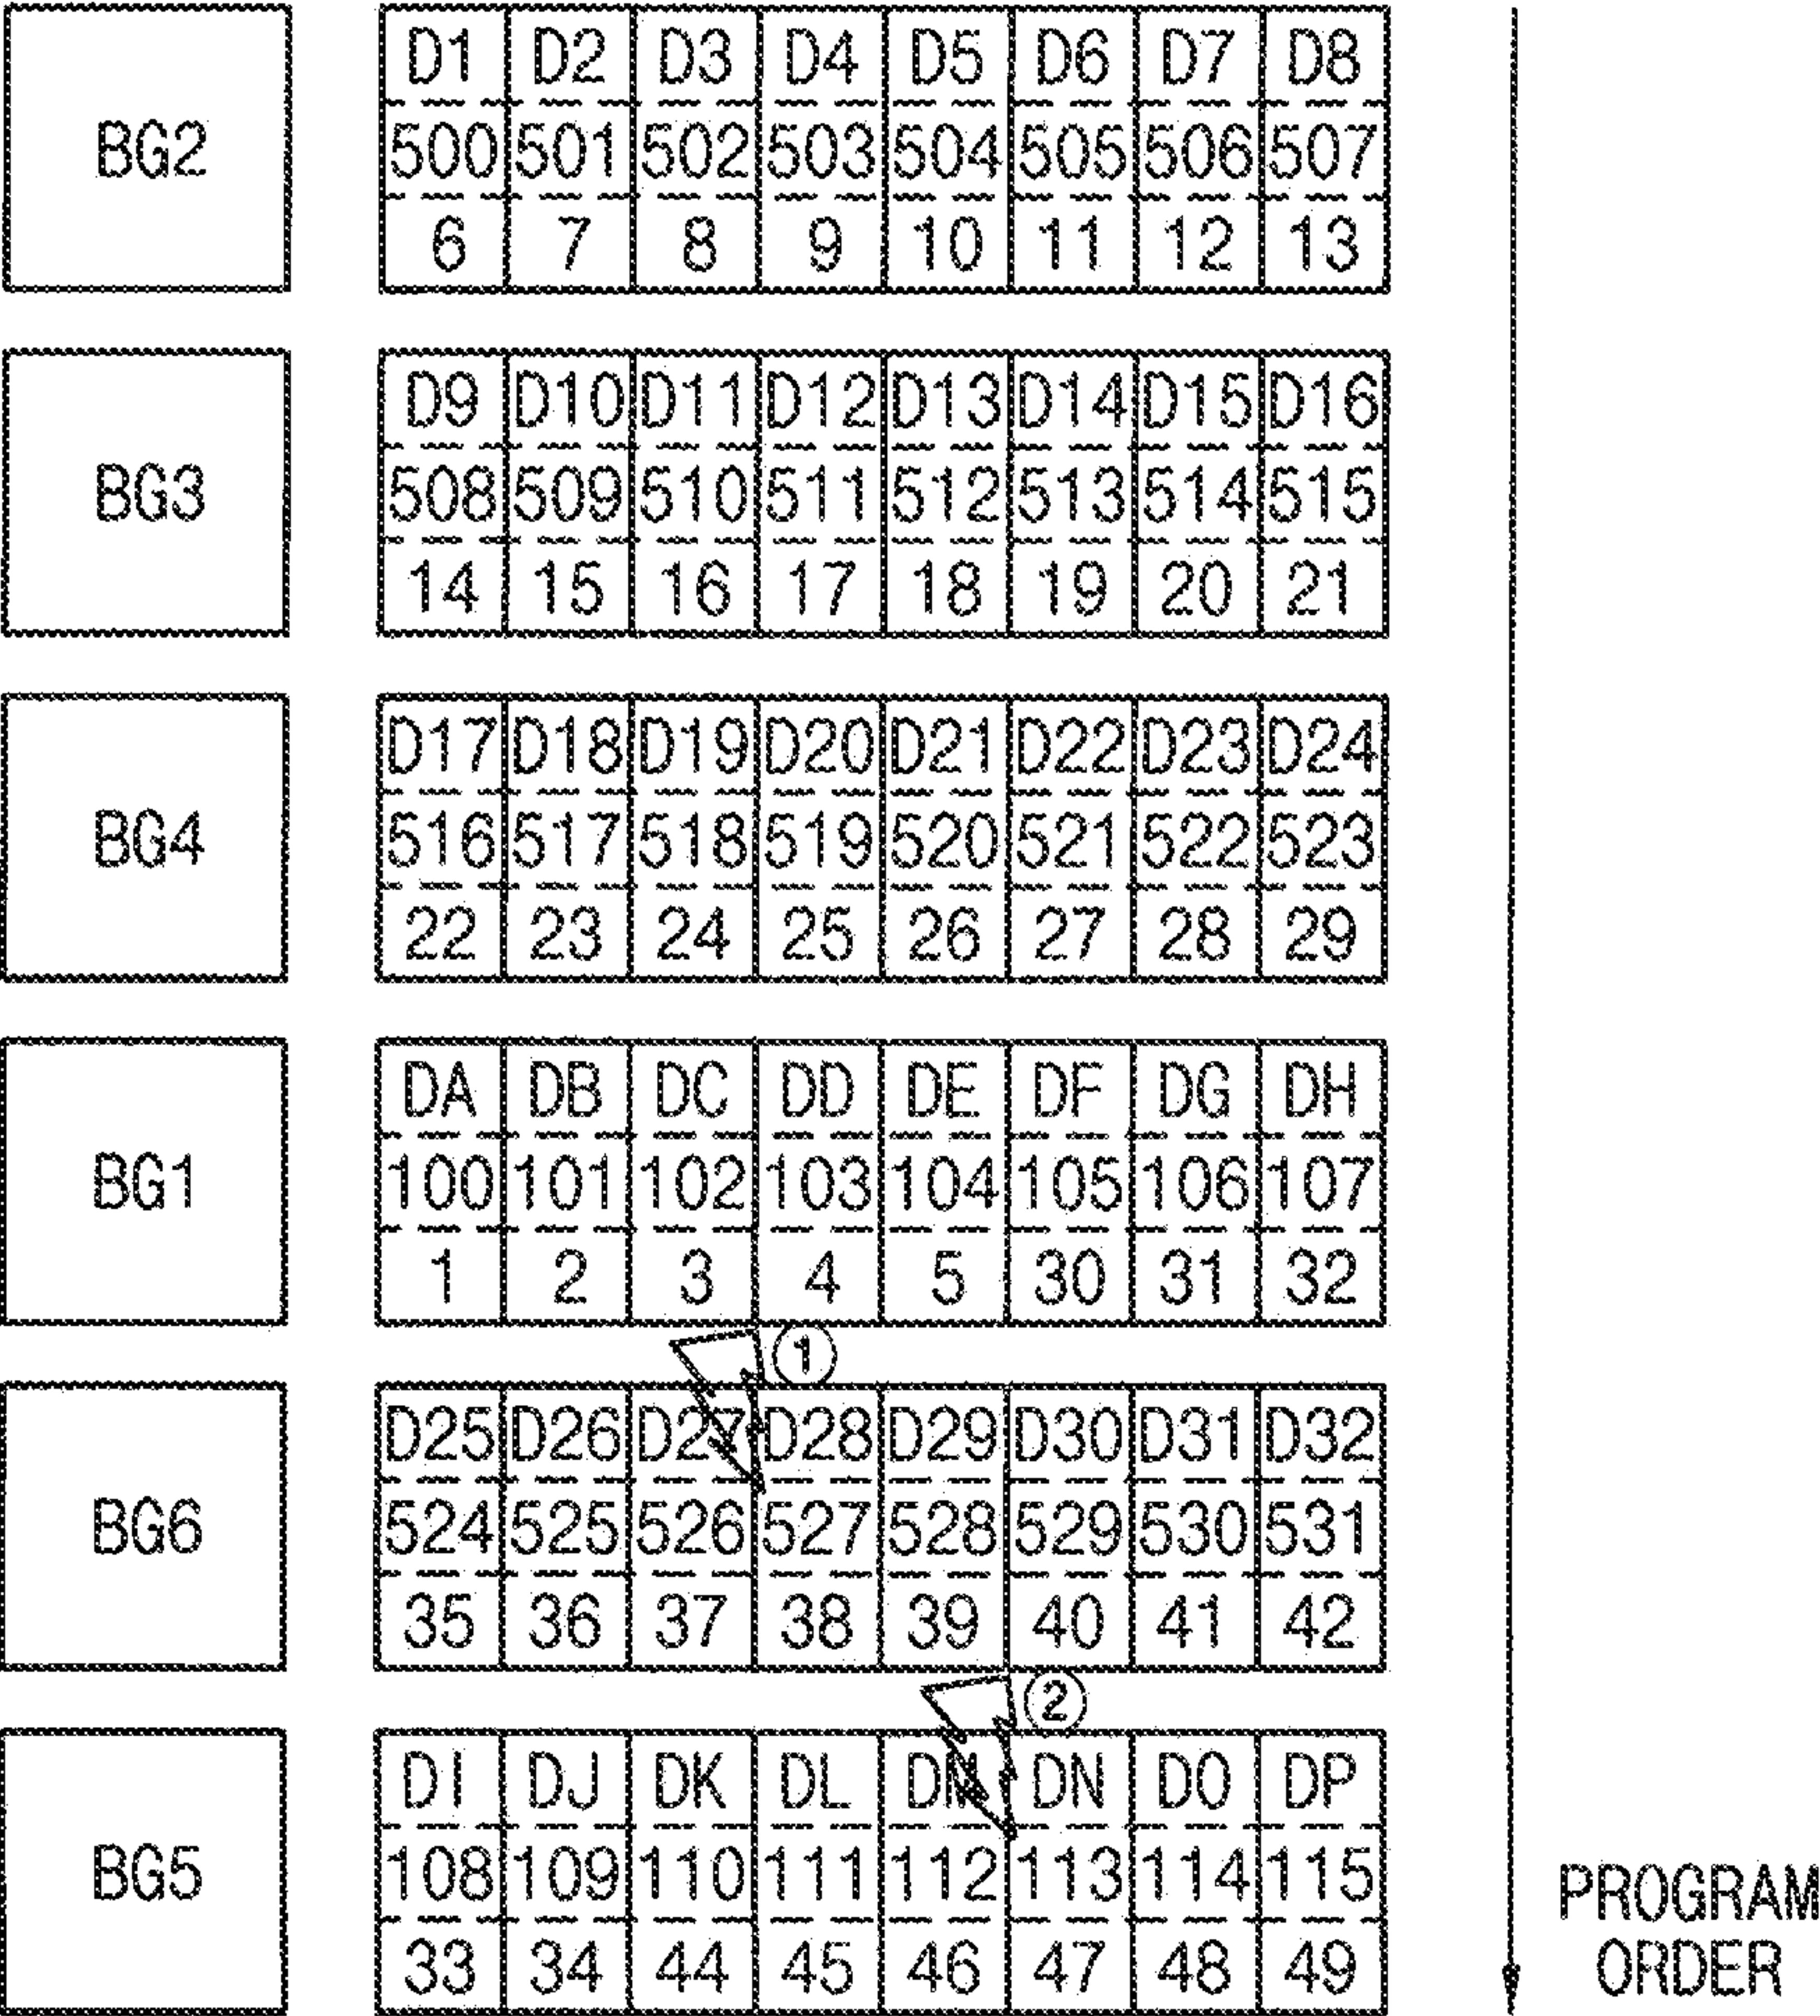 D1 D2 D3 D4 D5 D6 D7 D8
BG2 500 501 502 503 504 505 506 507
6 7 8 9 10 11 12 13
D9 D10 D11 D12 D13 D14 D15 D16
BG3 508 509 510 511 512 513 514 515
14 15 16 17 18 19 20 21
D17 D18 D19 D20 D21 D22 D23 D24
BG4 516 517 518 519 520 521 522 523
22 23 24 25 26 27 28 29
DA DB DC DD DE DF DG DH
BG1 100 101 102 103 104 105 106 107
1 2 3 4 5 30 31 32
①
D25 D26 D27 D28 D29 D30 D31 D32
BG6 524 525 526 527 528 529 530 531
35 36 37 38 39 40 41 42
②
DI DJ DK DL DM DN DO DP
BG5 108 109 110 111 112 113 114 115
33 34 44 45 46 47 48 49
PROGRAM
ORDER